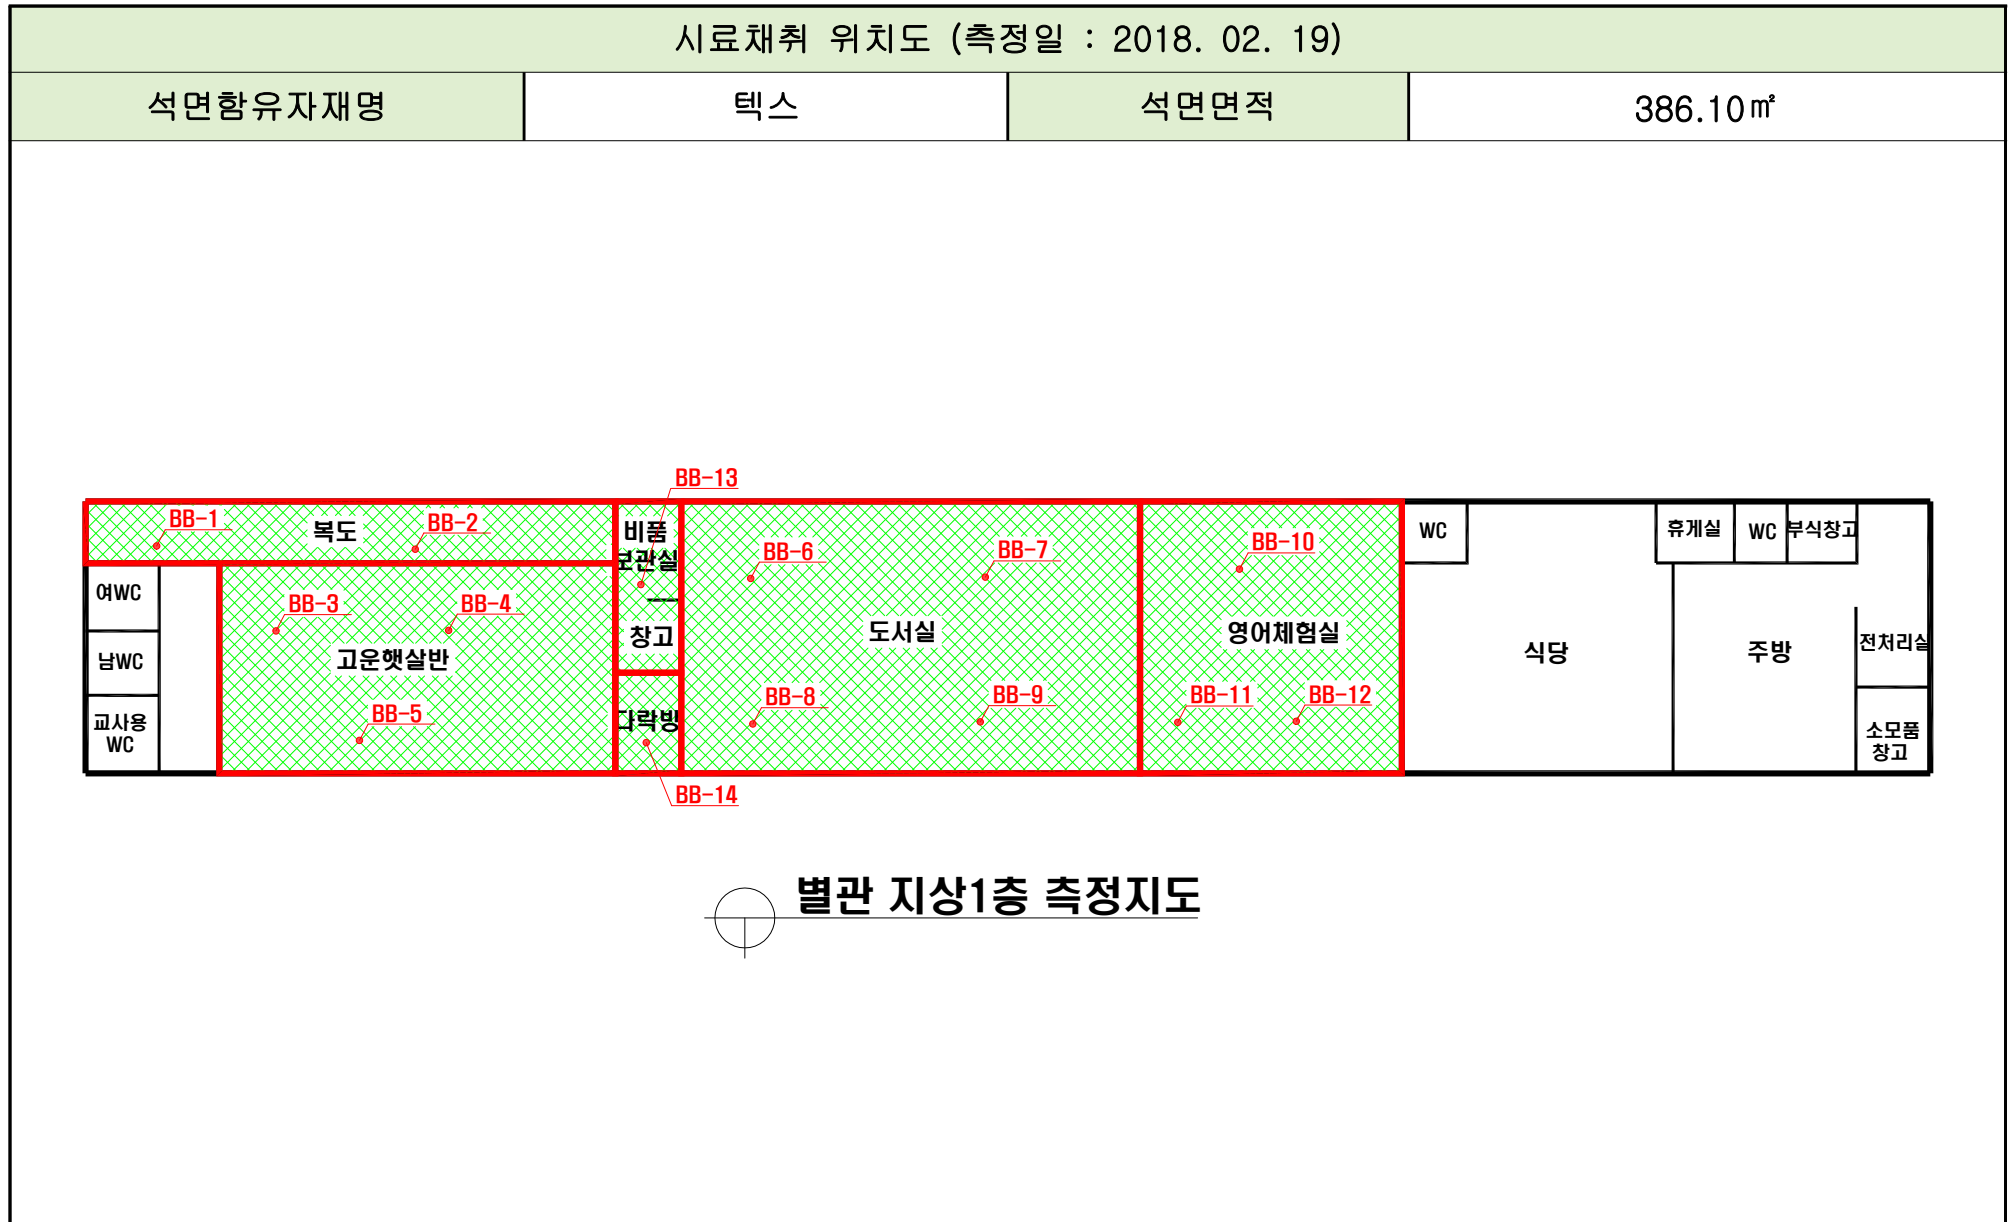 시료채취 위치도 (측정일 : 2018. 02. 19)
석면함유자재명 텍스 석면면적 386.10㎡
BB-13
BB-1 복도 BB-2
비품
보관실
BB-6 BB-7 BB-10
WC 휴게실 WC 부식창고
여WC
BB-3 BB-4
창고 도서실 영어체험실
남WC 고운햇살반
식당 주방 전처리실
BB-5 다락방 BB-8 BB-9 BB-11 BB-12
교사용
WC
소모품
창고
BB-14
별관 지상1층 측정지도